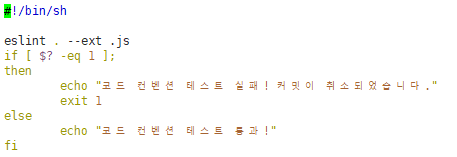 #!/bin/sh
eslint . --ext .js
if [ $? -eq 1 ];
then
echo "코드 컨벤션 테스트 실패! 커밋이 취소되었습니다."
exit 1
else
echo "코드 컨벤션 테스트 통과!"
fi